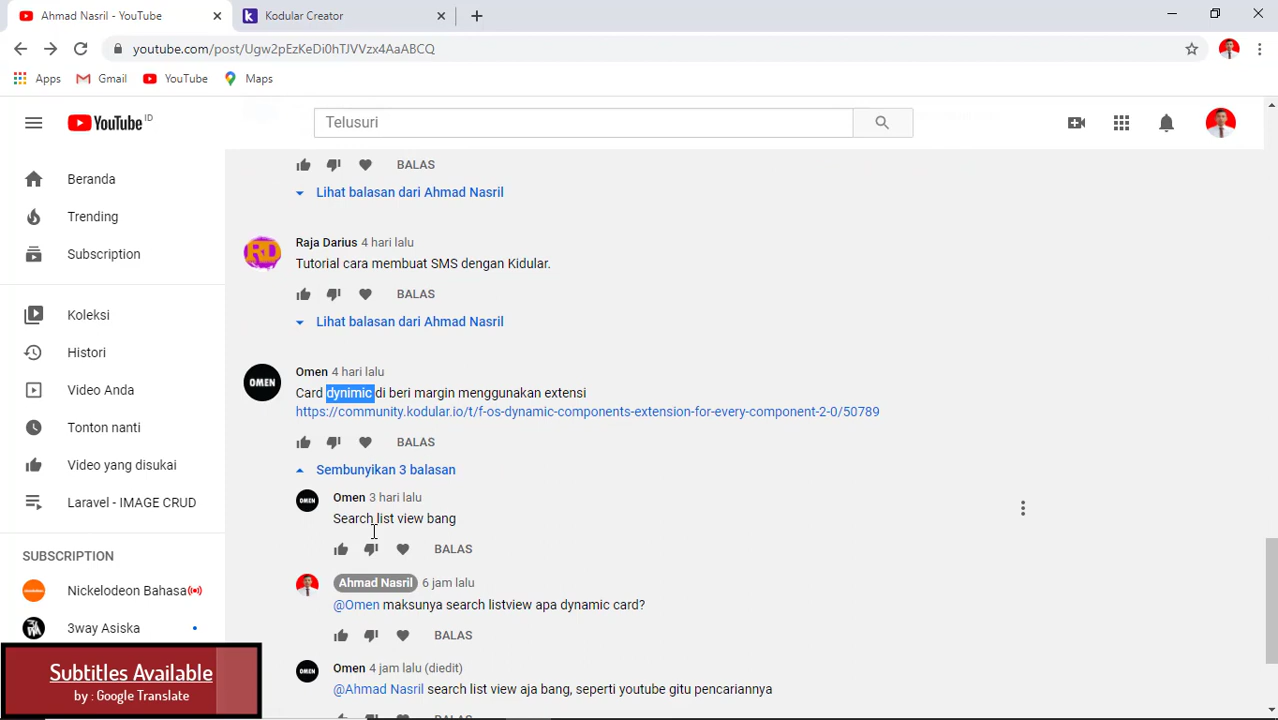 Ahmad Nasril - YouTube
Kodular Creator
youtube.com/post/Ugw2pEzKeDi0hTJVVzx4AaABCQ
Apps
Gmail
YouTube
Maps
YouTube ID
Telusuri
Beranda
Trending
Subscription
Koleksi
Histori
Video Anda
Tonton nanti
Video yang disukai
Laravel - IMAGE CRUD
SUBSCRIPTION
Nickelodeon Bahasa
3way Asiska
BALAS
Lihat balasan dari Ahmad Nasril
RD
Raja Darius 4 hari lalu
Tutorial cara membuat SMS dengan Kidular.
BALAS
Lihat balasan dari Ahmad Nasril
OMEN
Omen 4 hari lalu
Card dynimic di beri margin menggunakan extensi
https://community.kodular.io/t/f-os-dynamic-components-extension-for-every-component-2-0/50789
BALAS
Sembunyikan 3 balasan
OMEN
Omen 3 hari lalu
Search list view bang
BALAS
Ahmad Nasril 6 jam lalu
@Omen maksunya search listview apa dynamic card?
BALAS
OMEN
Omen 4 jam lalu (diedit)
@Ahmad Nasril search list view aja bang, seperti youtube gitu pencariannya
Subtitles Available
by : Google Translate